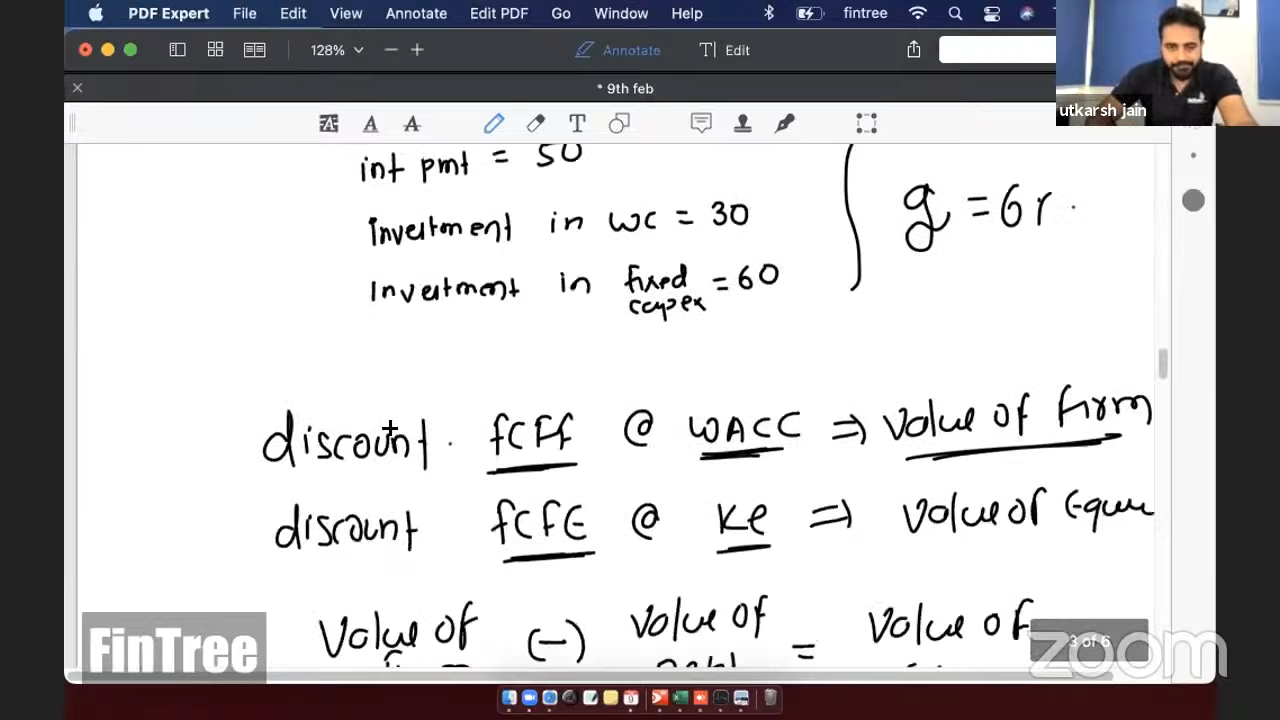 PDF Expert File Edit View Annotate Edit PDF Go Window Help fintree
128% Annotate Edit
* 9th feb
utkarsh jain
int pmt = 50
Investment in WC = 30
g = 6
Investment in fixed capex = 60
discount. FCFF @ WACC ⇒ Value of firm
discount FCFE @ Ke ⇒ Value of
Value of (-) Value of = Value of
FinTree
3 of 6
zoom